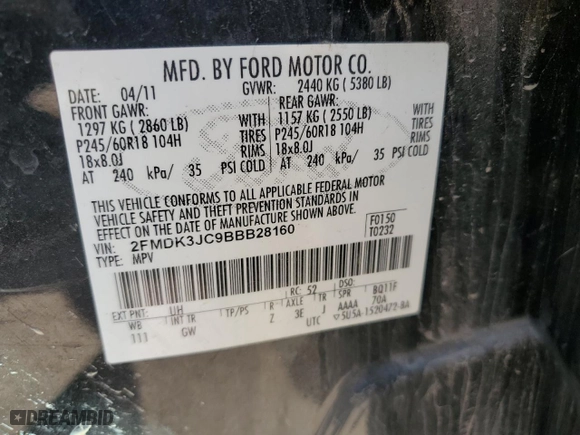 MFD. BY FORD MOTOR CO.
DATE: 04/11 GVWR: 2440 KG ( 5380 LB)
FRONT GAWR: REAR GAWR:
1297 KG ( 2860 LB) WITH 1157 KG ( 2550 LB) WITH
P245/60R18 104H TIRES P245/60R18 104H TIRES
18x8.0J RIMS 18x8.0J RIMS
AT 240 kPa/ 35 PSI COLD AT 240 kPa/ 35 PSI COLD
THIS VEHICLE CONFORMS TO ALL APPLICABLE FEDERAL MOTOR
VEHICLE SAFETY AND THEFT PREVENTION STANDARDS IN
EFFECT ON THE DATE OF MANUFACTURE SHOWN ABOVE.
VIN: 2FMDK3JC9BBB28160 F0150
TYPE: MPV T0232
EXT PNT: UH RC: 52 DSO:
WB INT TR TP/PS R AXLE TR SPR BQ11F
111 GW Z 3E J AAAA 70A
UTC 5U5A-1520472-BA
DREAMBID